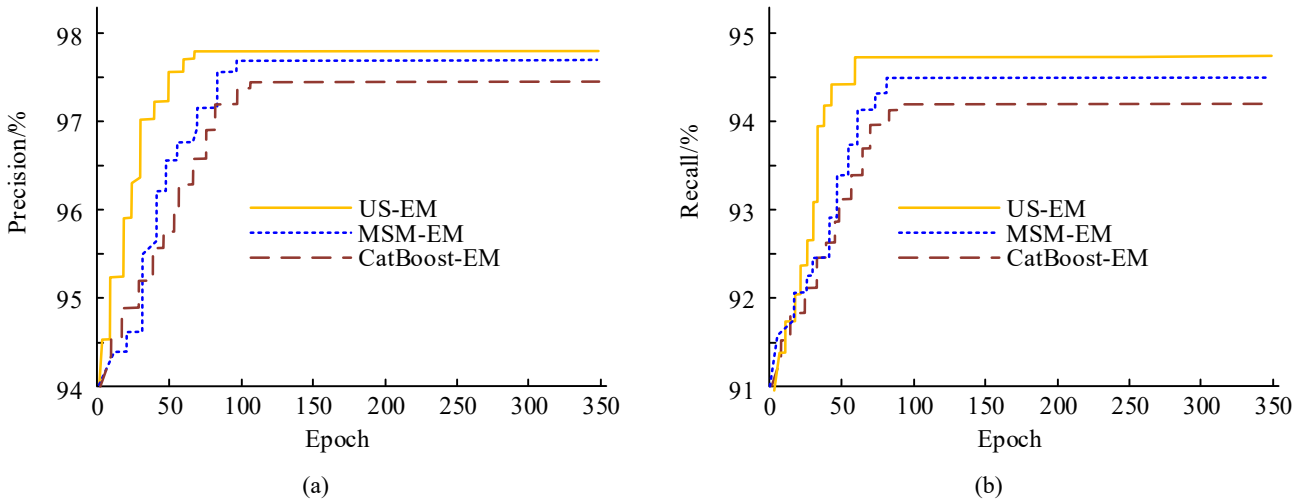 98
97
96
95
94
Precision/%
US-EM
MSM-EM
CatBoost-EM
0 50 100 150 200 250 300 350
Epoch
(a)
95
94
93
92
91
Recall/%
US-EM
MSM-EM
CatBoost-EM
0 50 100 150 200 250 300 350
Epoch
(b)